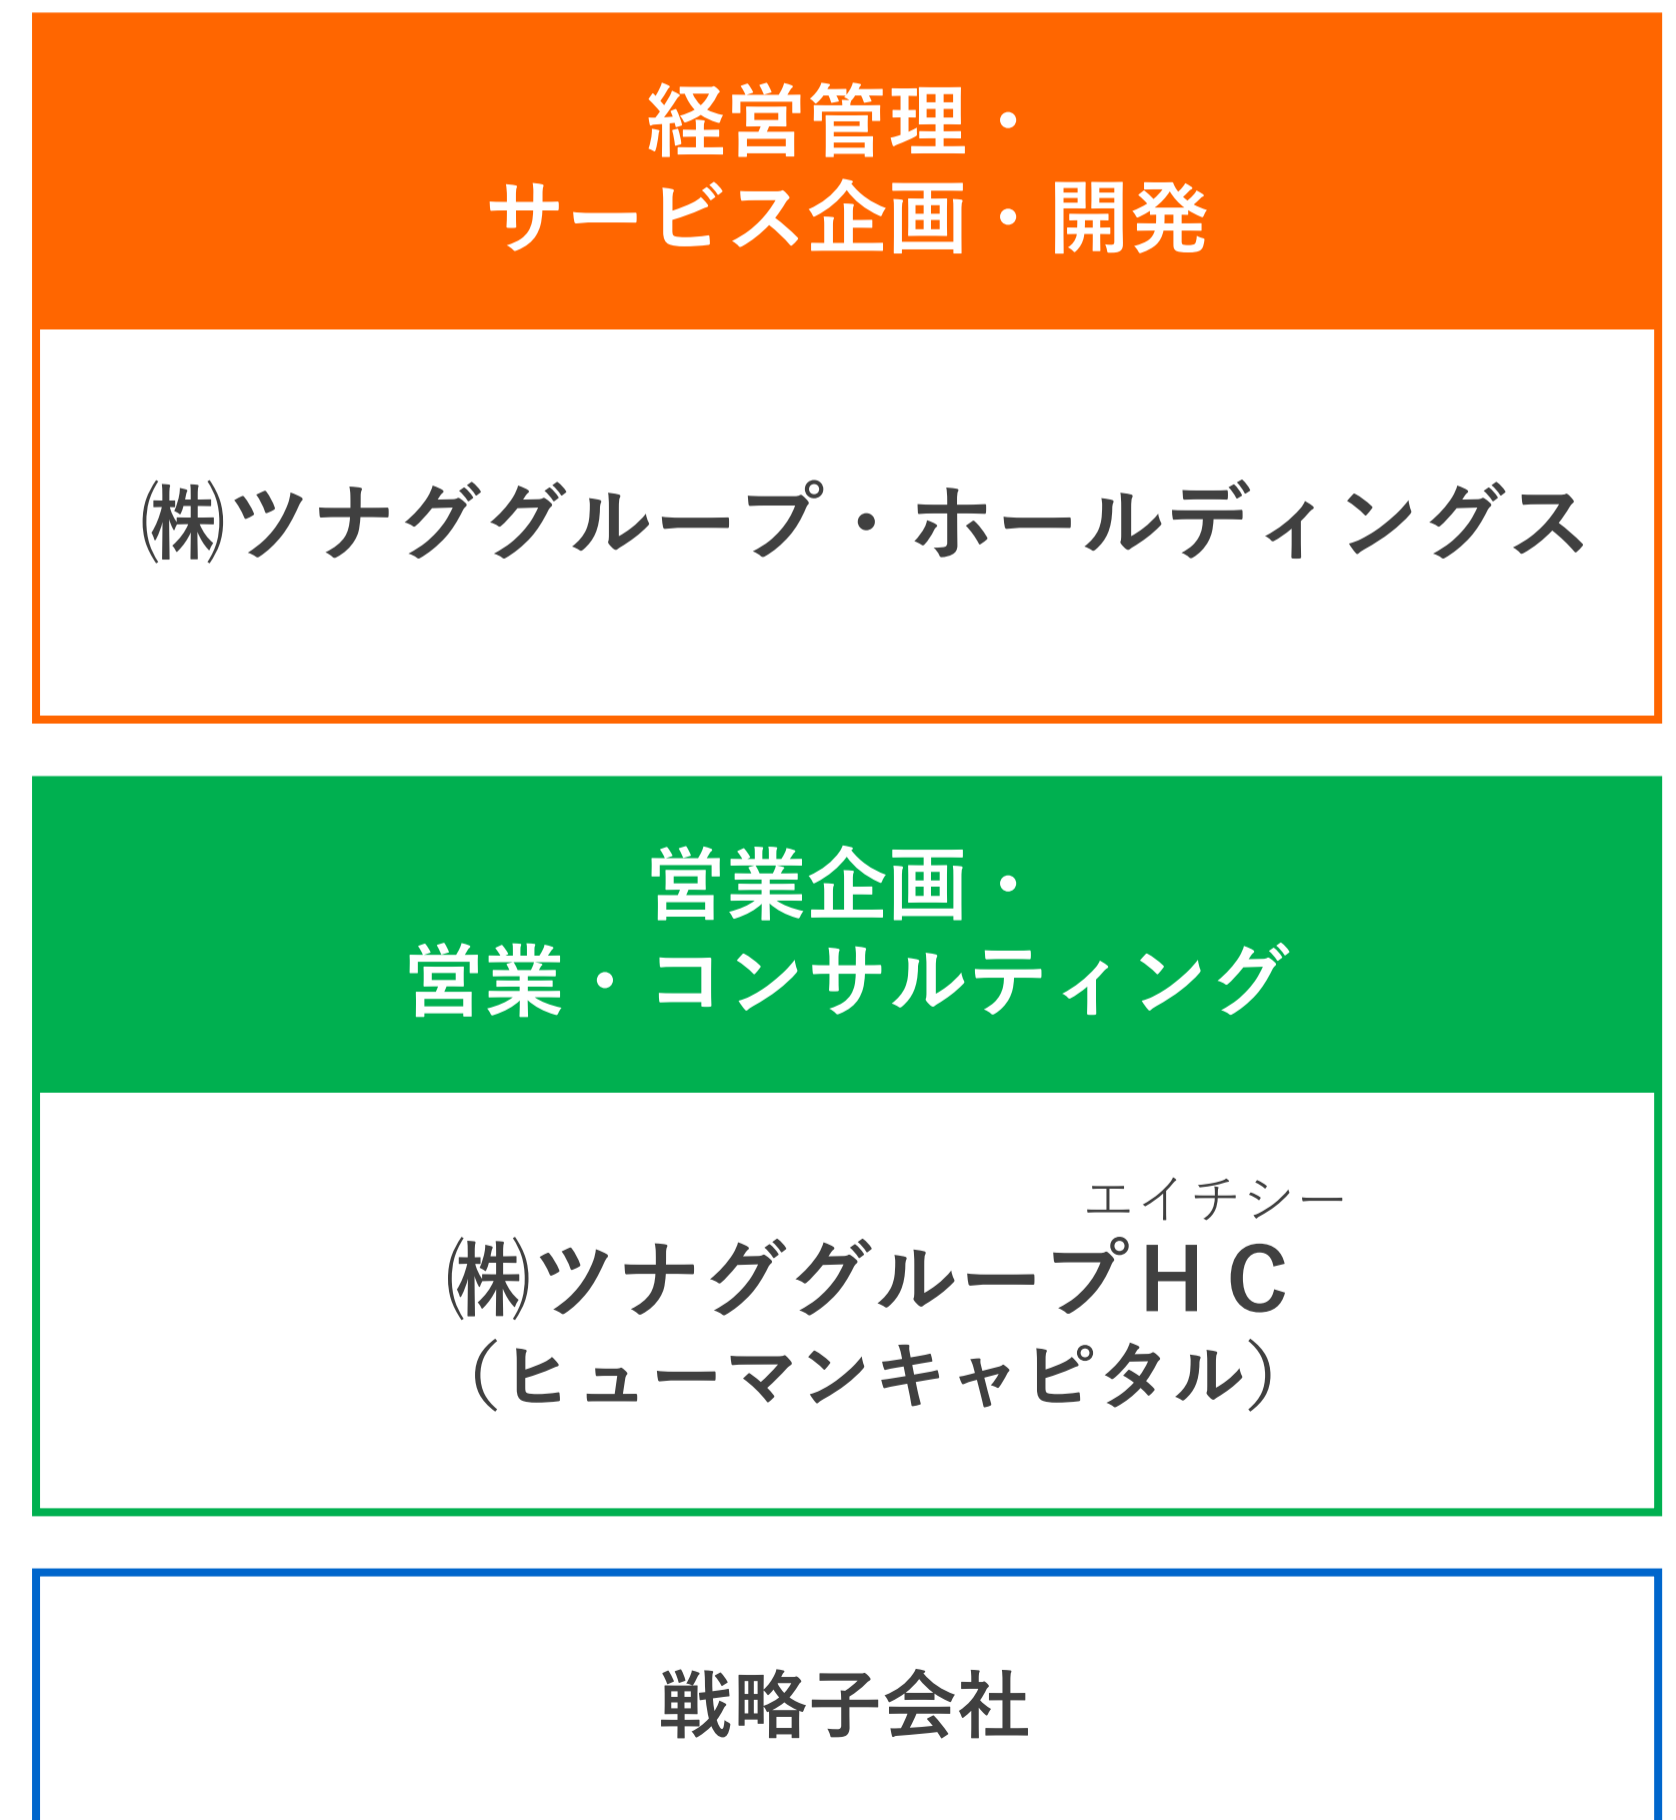 経営管理・
サービス企画・開発
㈱ツナググループ・ホールディングス
営業企画・
営業・コンサルティング
エイチシー
㈱ツナググループＨＣ
（ヒューマンキャピタル）
戦略子会社